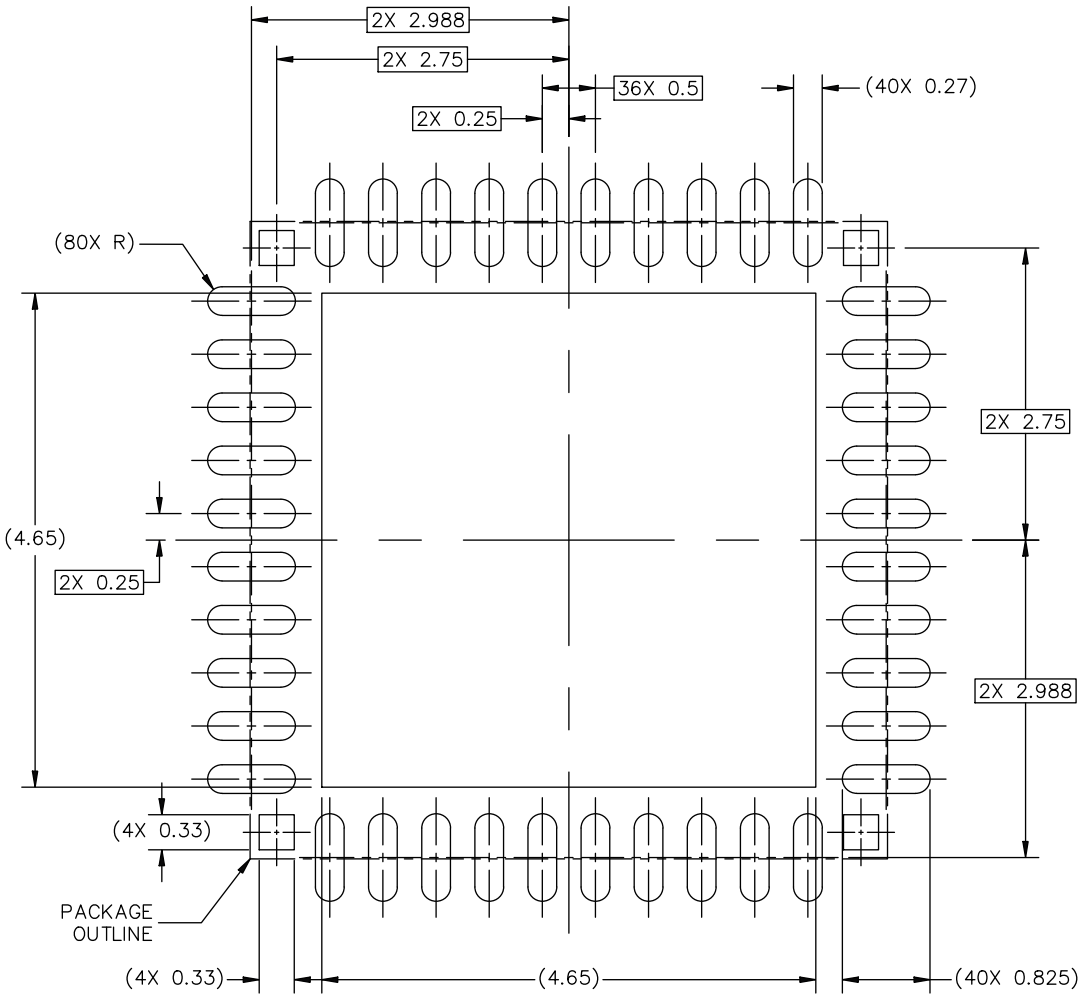 2X 2.988
2X 2.75
36X 0.5
(40X 0.27)
2X 0.25
(80X R)
2X 2.75
(4.65)
2X 0.25
2X 2.988
(4X 0.33)
PACKAGE
OUTLINE
(4X 0.33)
(4.65)
(40X 0.825)